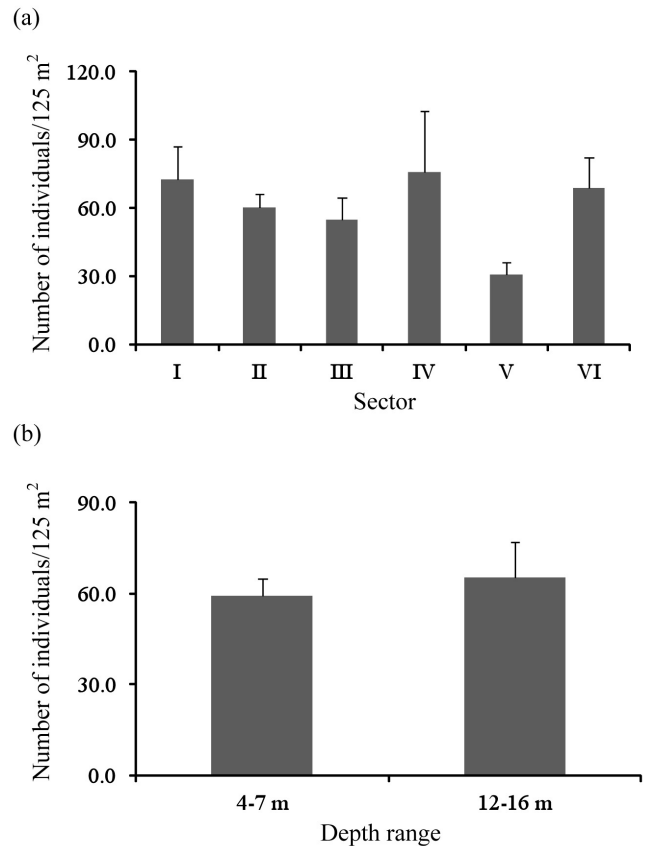 (a)
Number of individuals/125 m²
120.0
90.0
60.0
30.0
0.0
I II III IV V VI
Sector
(b)
Number of individuals/125 m²
90.0
60.0
30.0
0.0
4-7 m 12-16 m
Depth range